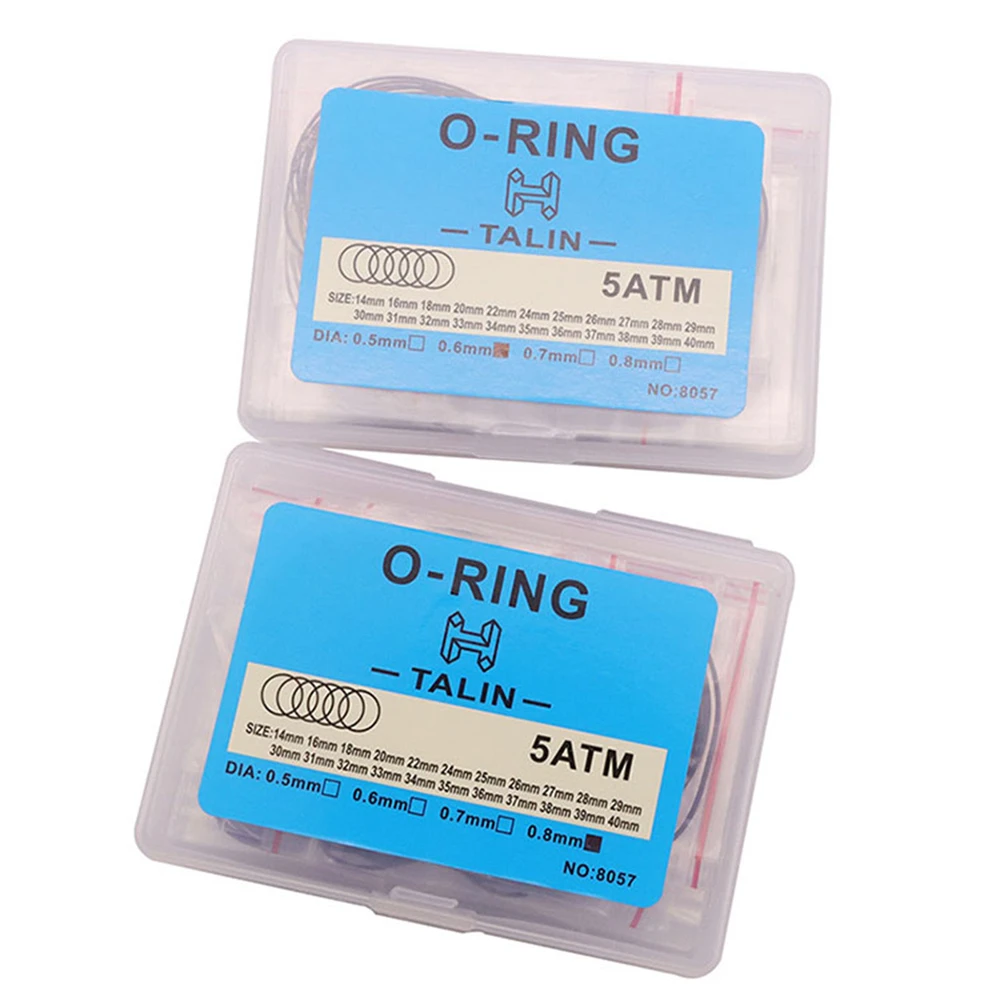 O-RING
— TALIN —
5ATM
SIZE:14mm 16mm 18mm 20mm 22mm 24mm 25mm 26mm 27mm 28mm 29mm
30mm 31mm 32mm 33mm 34mm 35mm 36mm 37mm 38mm 39mm 40mm
DIA: 0.5mm□ 0.6mm■ 0.7mm□ 0.8mm□
NO:8057
O-RING
— TALIN —
5ATM
SIZE:14mm 16mm 18mm 20mm 22mm 24mm 25mm 26mm 27mm 28mm 29mm
30mm 31mm 32mm 33mm 34mm 35mm 36mm 37mm 38mm 39mm 40mm
DIA: 0.5mm□ 0.6mm□ 0.7mm□ 0.8mm■
NO:8057